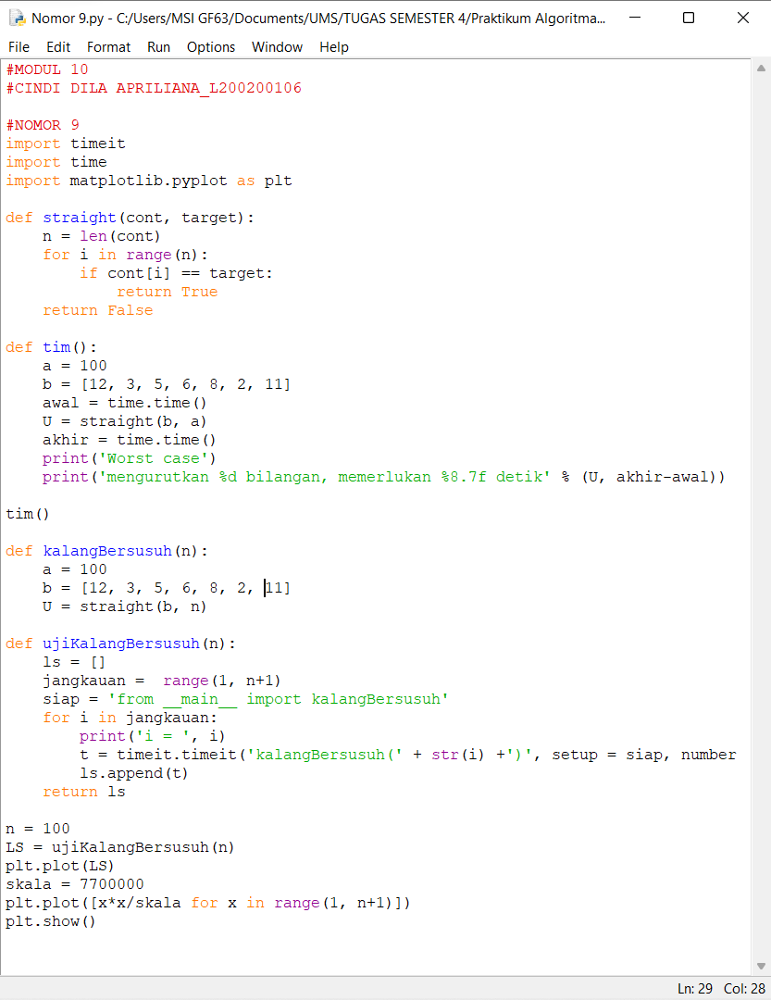 Nomor 9.py - C:/Users/MSI GF63/Documents/UMS/TUGAS SEMESTER 4/Praktikum Algoritma...
File Edit Format Run Options Window Help
#MODUL 10
#CINDI DILA APRILIANA_L200200106

#NOMOR 9
import timeit
import time
import matplotlib.pyplot as plt

def straight(cont, target):
    n = len(cont)
    for i in range(n):
        if cont[i] == target:
            return True
    return False

def tim():
    a = 100
    b = [12, 3, 5, 6, 8, 2, 11]
    awal = time.time()
    U = straight(b, a)
    akhir = time.time()
    print('Worst case')
    print('mengurutkan %d bilangan, memerlukan %8.7f detik' % (U, akhir-awal))

tim()

def kalangBersusuh(n):
    a = 100
    b = [12, 3, 5, 6, 8, 2, 11]
    U = straight(b, n)

def ujiKalangBersusuh(n):
    ls = []
    jangkauan =  range(1, n+1)
    siap = 'from __main__ import kalangBersusuh'
    for i in jangkauan:
        print('i = ', i)
        t = timeit.timeit('kalangBersusuh(' + str(i) +')', setup = siap, number
        ls.append(t)
    return ls

n = 100
LS = ujiKalangBersusuh(n)
plt.plot(LS)
skala = 7700000
plt.plot([x*x/skala for x in range(1, n+1)])
plt.show()
Ln: 29 Col: 28